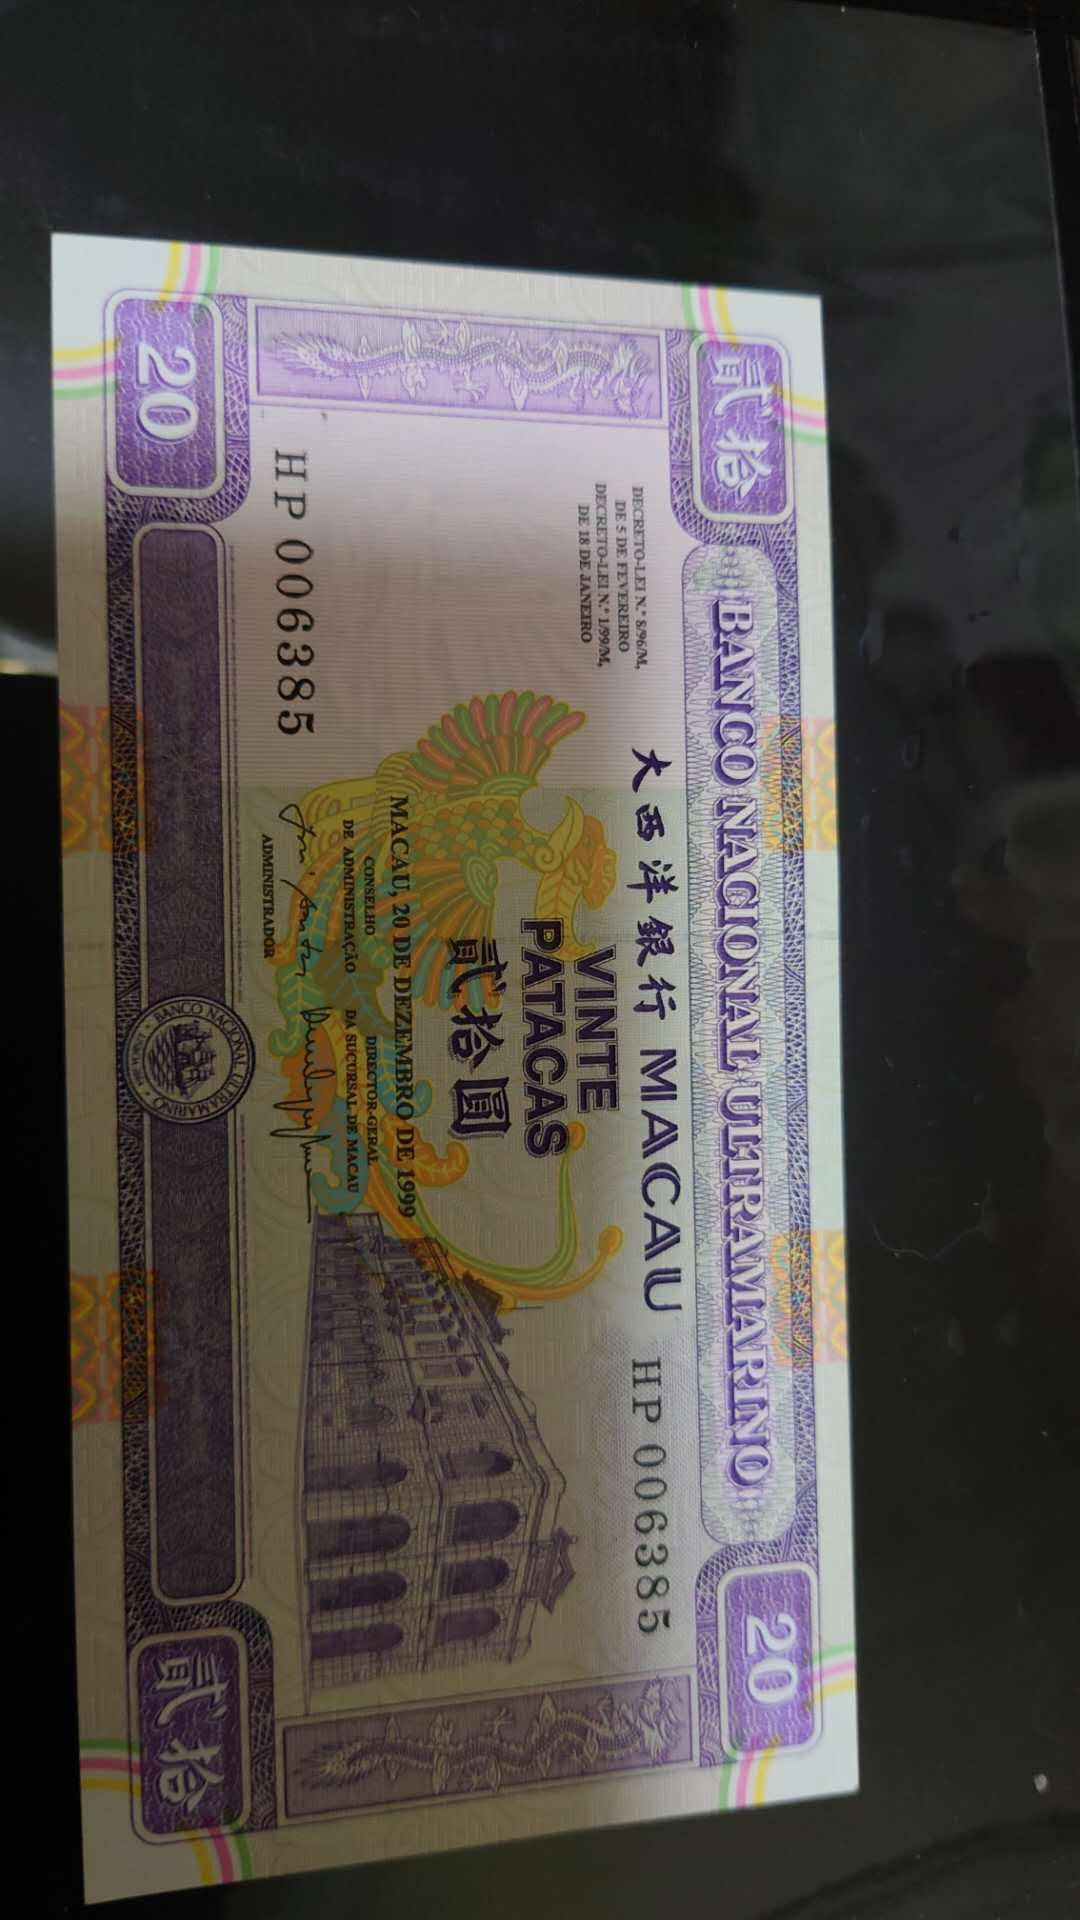 貳拾
BANCO NACIONAL ULTRAMARINO
20
大西洋銀行 MACAU
HP 006385
DECRETO-LEI N.º 8/96/M,
DE 5 DE FEVEREIRO
DECRETO-LEI N.º 1/99/M,
DE 18 DE JANEIRO
VINTE
PATACAS
貳拾圓
MACAU, 20 DE DEZEMBRO DE 1999
CONSELHO
DE ADMINISTRAÇÃO
DIRECTOR-GERAL
DA SUCURSAL DE MACAU
ADMINISTRADOR
HP 006385
20
BANCO NACIONAL ULTRAMARINO
貳拾